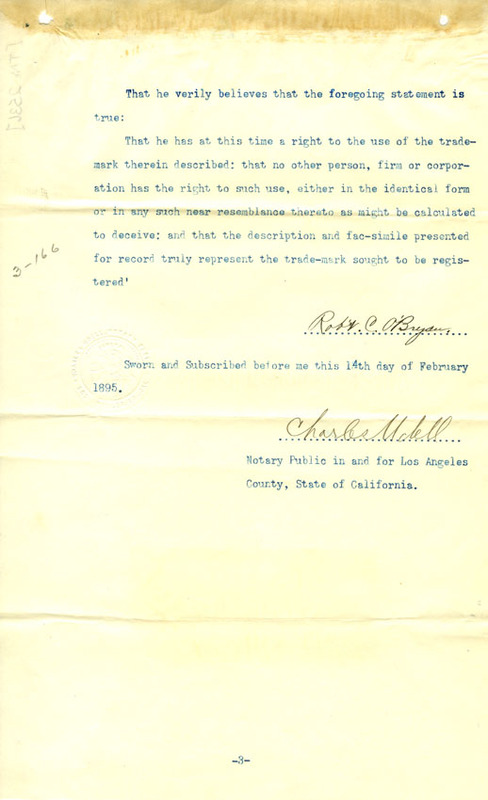 That he verily believes that the foregoing statement is
true:
That he has at this time a right to the use of the trade-
mark therein described: that no other person, firm or corpor-
ation has the right to such use, either in the identical form
or in any such near resemblance thereto as might be calculated
to deceive: and that the description and fac-simile presented
for record truly represent the trade-mark sought to be regis-
tered'
3-166
Robt. C. O'Bryan
Sworn and Subscribed before me this 14th day of February
1895.
Charles
Notary Public in and for Los Angeles
County, State of California.
-3-